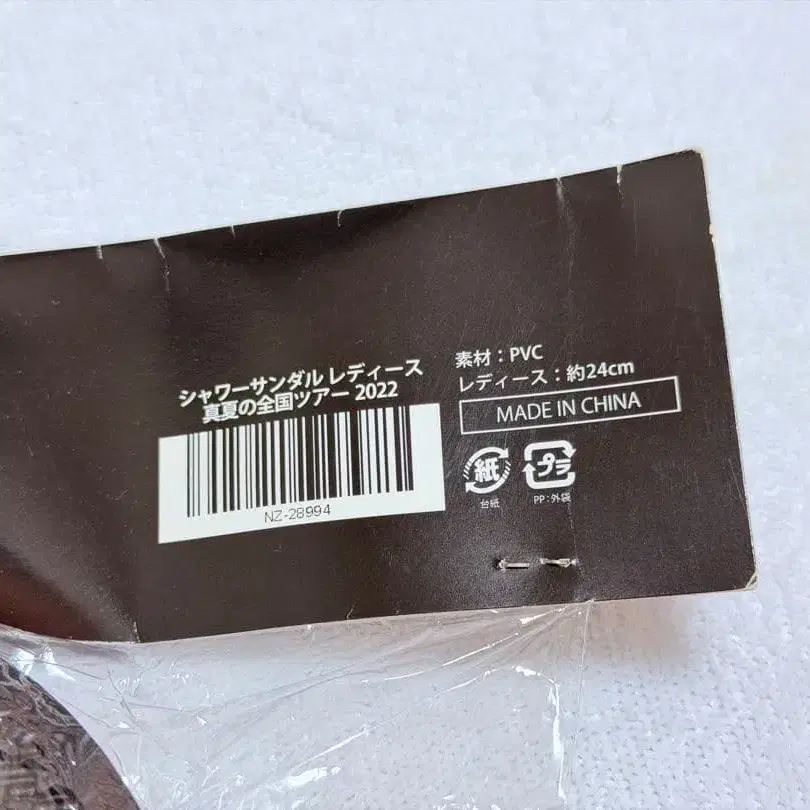 シャワーサンダル レディース
真夏の全国ツアー 2022
NZ-28994
素材：PVC
レディース：約24cm
MADE IN CHINA
紙
台紙
プラ
PP:外袋